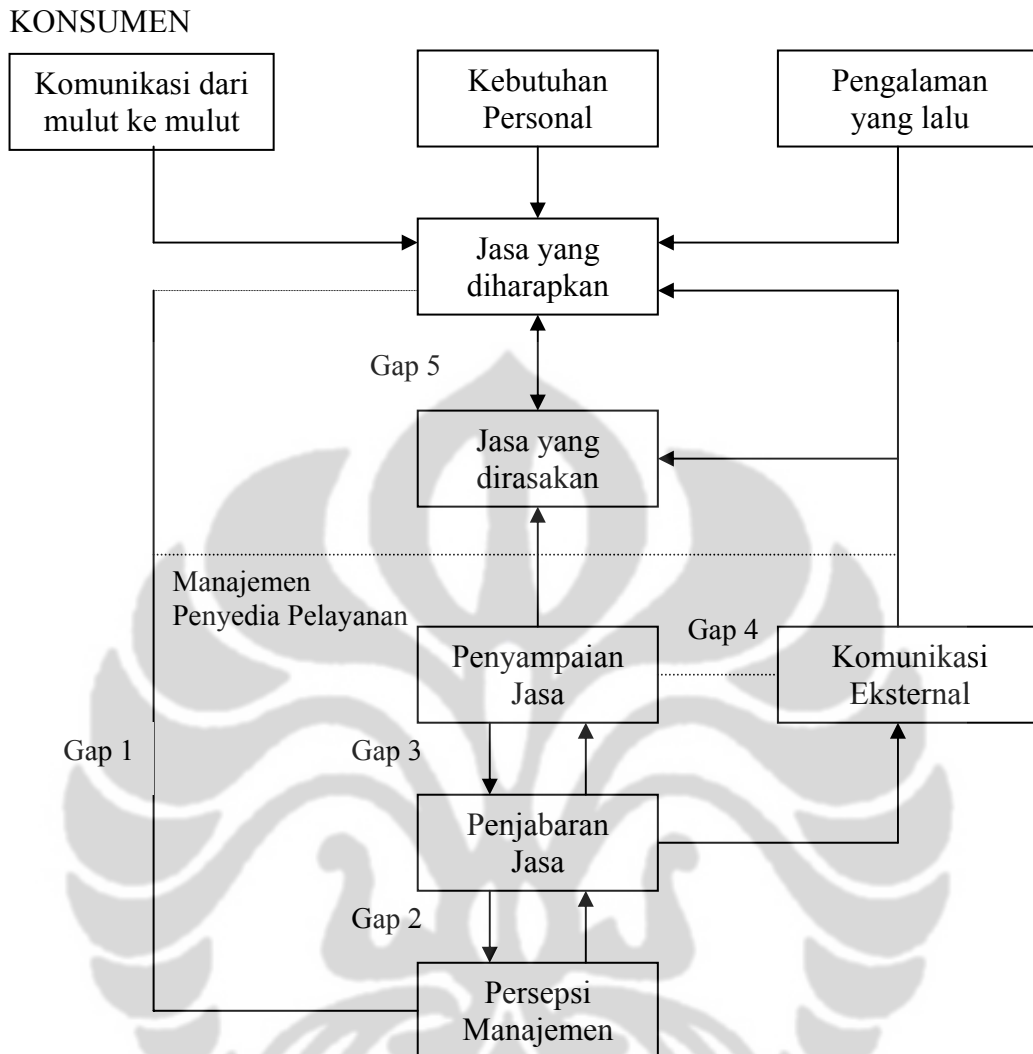 KONSUMEN
Komunikasi dari
mulut ke mulut
Kebutuhan
Personal
Pengalaman
yang lalu
Jasa yang
diharapkan
Gap 5
Jasa yang
dirasakan
Manajemen
Penyedia Pelayanan
Gap 4
Penyampaian
Jasa
Komunikasi
Eksternal
Gap 1
Gap 3
Penjabaran
Jasa
Gap 2
Persepsi
Manajemen